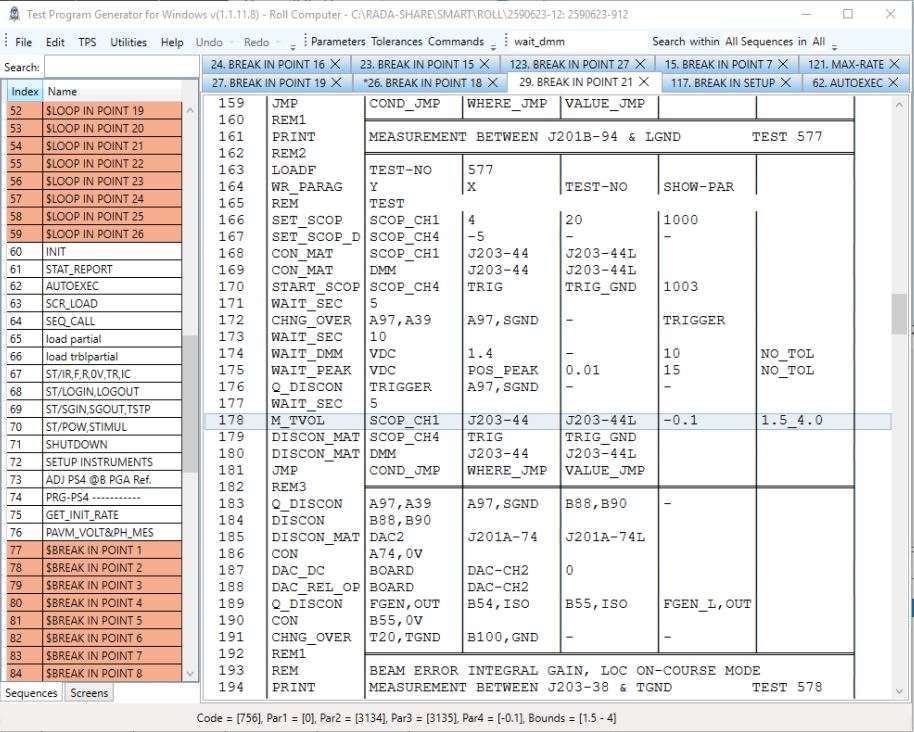 Test Program Generator for Windows v(1.1.11.8) - Roll Computer - C:\RADA-SHARE\SMART\ROLL\2590623-12: 2590623-912
File Edit TPS Utilities Help Undo Redo Parameters Tolerances Commands wait_dmm Search within All Sequences in All
Search:
24. BREAK IN POINT 16 23. BREAK IN POINT 15 123. BREAK IN POINT 27 15. BREAK IN POINT 7 121. MAX-RATE
27. BREAK IN POINT 19 *26. BREAK IN POINT 18 29. BREAK IN POINT 21 117. BREAK IN SETUP 62. AUTOEXEC
Index Name
52 $LOOP IN POINT 19
53 $LOOP IN POINT 20
54 $LOOP IN POINT 21
55 $LOOP IN POINT 22
56 $LOOP IN POINT 23
57 $LOOP IN POINT 24
58 $LOOP IN POINT 25
59 $LOOP IN POINT 26
60 INIT
61 STAT_REPORT
62 AUTOEXEC
63 SCR_LOAD
64 SEQ_CALL
65 load partial
66 load trblpartial
67 ST/IR,F,R,0V,TR,IC
68 ST/LOGIN,LOGOUT
69 ST/SGIN,SGOUT,TSTP
70 ST/POW,STIMUL
71 SHUTDOWN
72 SETUP INSTRUMENTS
73 ADJ PS4 @B PGA Ref.
74 PRG-PS4 -----------
75 GET_INIT_RATE
76 PAVM_VOLT&PH_MES
77 $BREAK IN POINT 1
78 $BREAK IN POINT 2
79 $BREAK IN POINT 3
80 $BREAK IN POINT 4
81 $BREAK IN POINT 5
82 $BREAK IN POINT 6
83 $BREAK IN POINT 7
84 $BREAK IN POINT 8
Sequences Screens
159 JMP COND_JMP WHERE_JMP VALUE_JMP
160 REM1
161 PRINT MEASUREMENT BETWEEN J201B-94 & LGND TEST 577
162 REM2
163 LOADF TEST-NO 577
164 WR_PARAG Y X TEST-NO SHOW-PAR
165 REM TEST
166 SET_SCOP SCOP_CH1 4 20 1000
167 SET_SCOP_D SCOP_CH4 -5 - -
168 CON_MAT SCOP_CH1 J203-44 J203-44L
169 CON_MAT DMM J203-44 J203-44L
170 START_SCOP SCOP_CH4 TRIG TRIG_GND 1003
171 WAIT_SEC 5
172 CHNG_OVER A97,A39 A97,SGND - TRIGGER
173 WAIT_SEC 10
174 WAIT_DMM VDC 1.4 - 10 NO_TOL
175 WAIT_PEAK VDC POS_PEAK 0.01 15 NO_TOL
176 Q_DISCON TRIGGER A97,SGND - -
177 WAIT_SEC 5
178 M_TVOL SCOP_CH1 J203-44 J203-44L -0.1 1.5_4.0
179 DISCON_MAT SCOP_CH4 TRIG TRIG_GND
180 DISCON_MAT DMM J203-44 J203-44L
181 JMP COND_JMP WHERE_JMP VALUE_JMP
182 REM3
183 Q_DISCON A97,A39 A97,SGND B88,B90 -
184 DISCON B88,B90
185 DISCON_MAT DAC2 J201A-74 J201A-74L
186 CON A74,0V
187 DAC_DC BOARD DAC-CH2 0
188 DAC_REL_OP BOARD DAC-CH2
189 Q_DISCON FGEN,OUT B54,ISO B55,ISO FGEN_L,OUT
190 CON B55,0V
191 CHNG_OVER T20,TGND B100,GND - -
192 REM1
193 REM BEAM ERROR INTEGRAL GAIN, LOC ON-COURSE MODE
194 PRINT MEASUREMENT BETWEEN J203-38 & TGND TEST 578
Code = [756], Par1 = [0], Par2 = [3134], Par3 = [3135], Par4 = [-0.1], Bounds = [1.5 - 4]